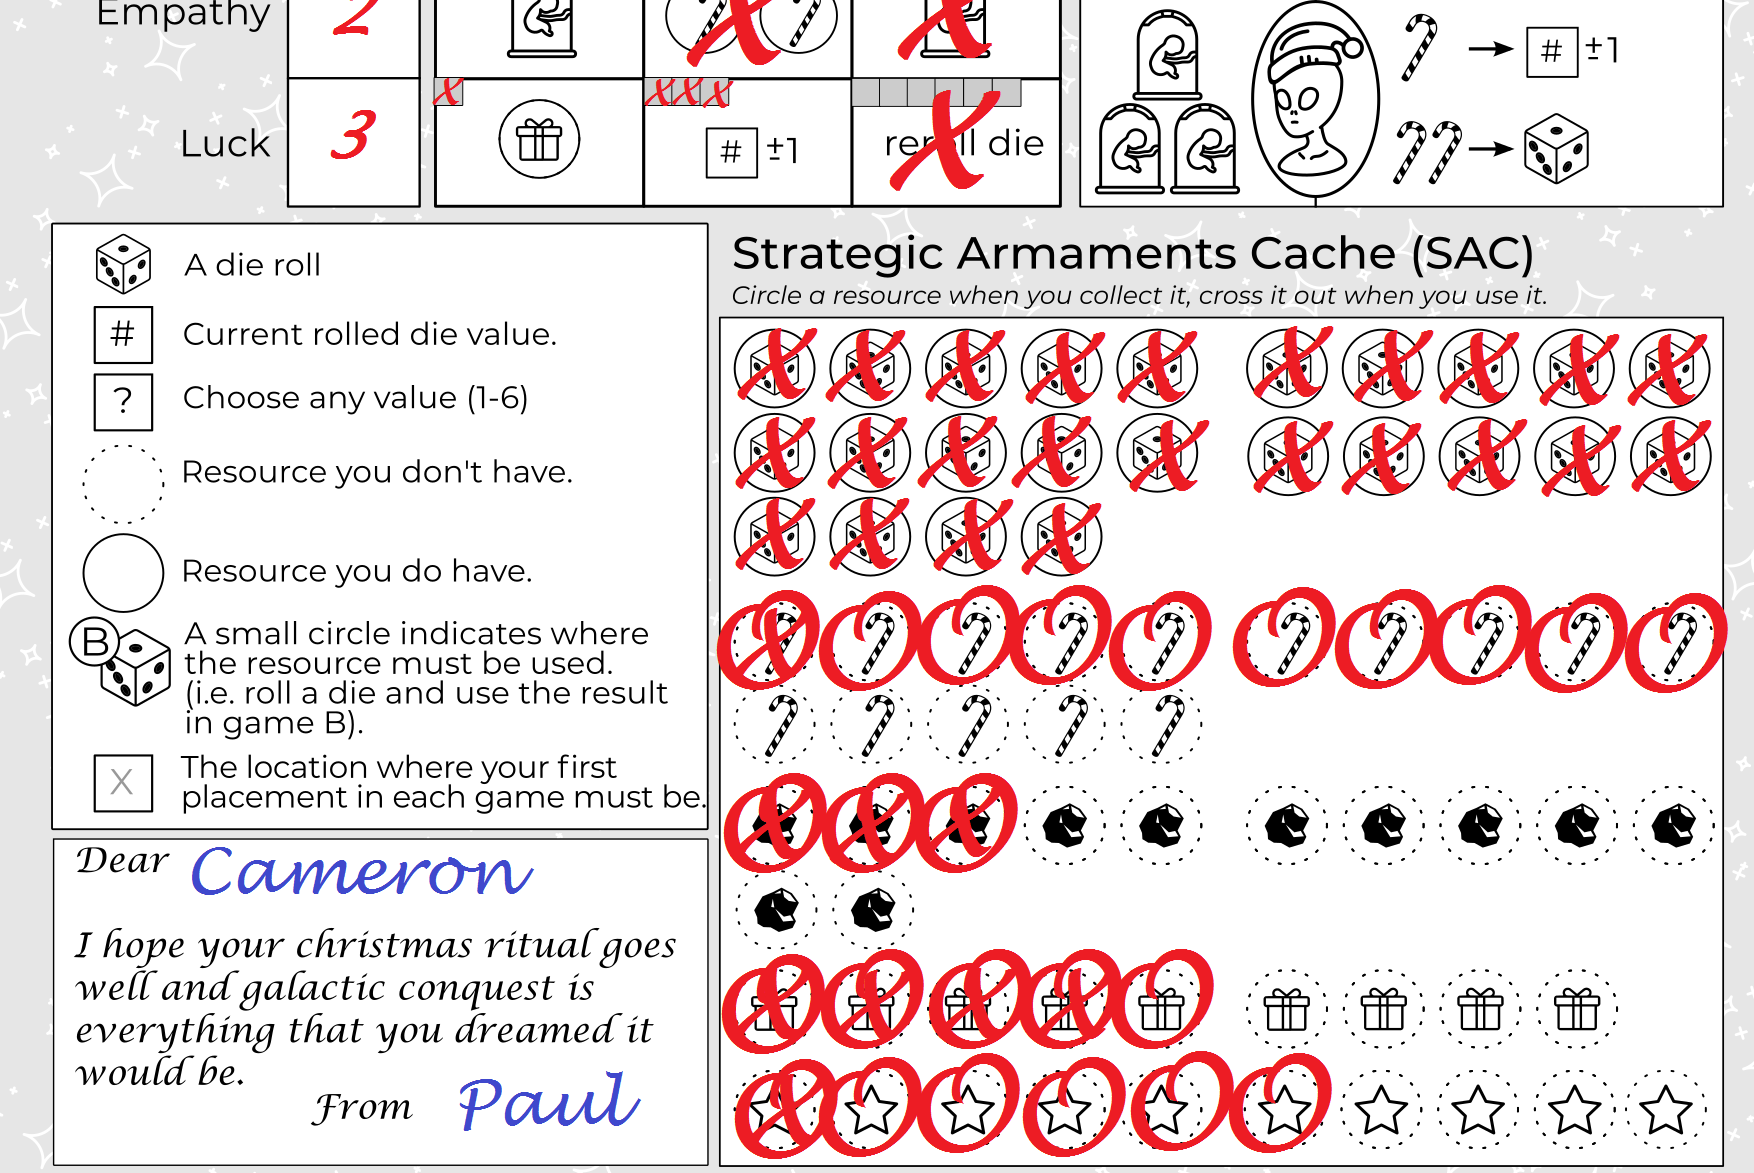 Empathy 2
# ±1
Luck 3
X
X X X
# ±1
reroll die
X
Strategic Armaments Cache (SAC)
Circle a resource when you collect it, cross it out when you use it.
A die roll
# Current rolled die value.
? Choose any value (1-6)
Resource you don't have.
Resource you do have.
B A small circle indicates where
the resource must be used.
(i.e. roll a die and use the result
in game B).
X The location where your first
placement in each game must be.
Dear Cameron
I hope your christmas ritual goes
well and galactic conquest is
everything that you dreamed it
would be.
From Paul